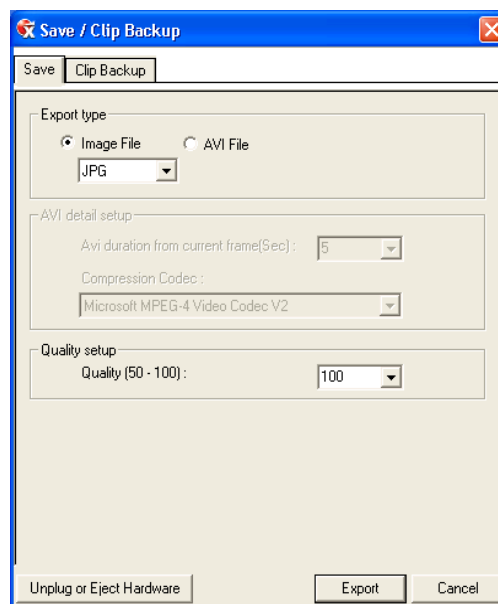 Save / Clip Backup
Save
Clip Backup
Export type
Image File
AVI File
JPG
AVI detail setup
Avi duration from current frame(Sec) :
5
Compression Codec :
Microsoft MPEG-4 Video Codec V2
Quality setup
Quality (50 - 100) :
100
Unplug or Eject Hardware
Export
Cancel